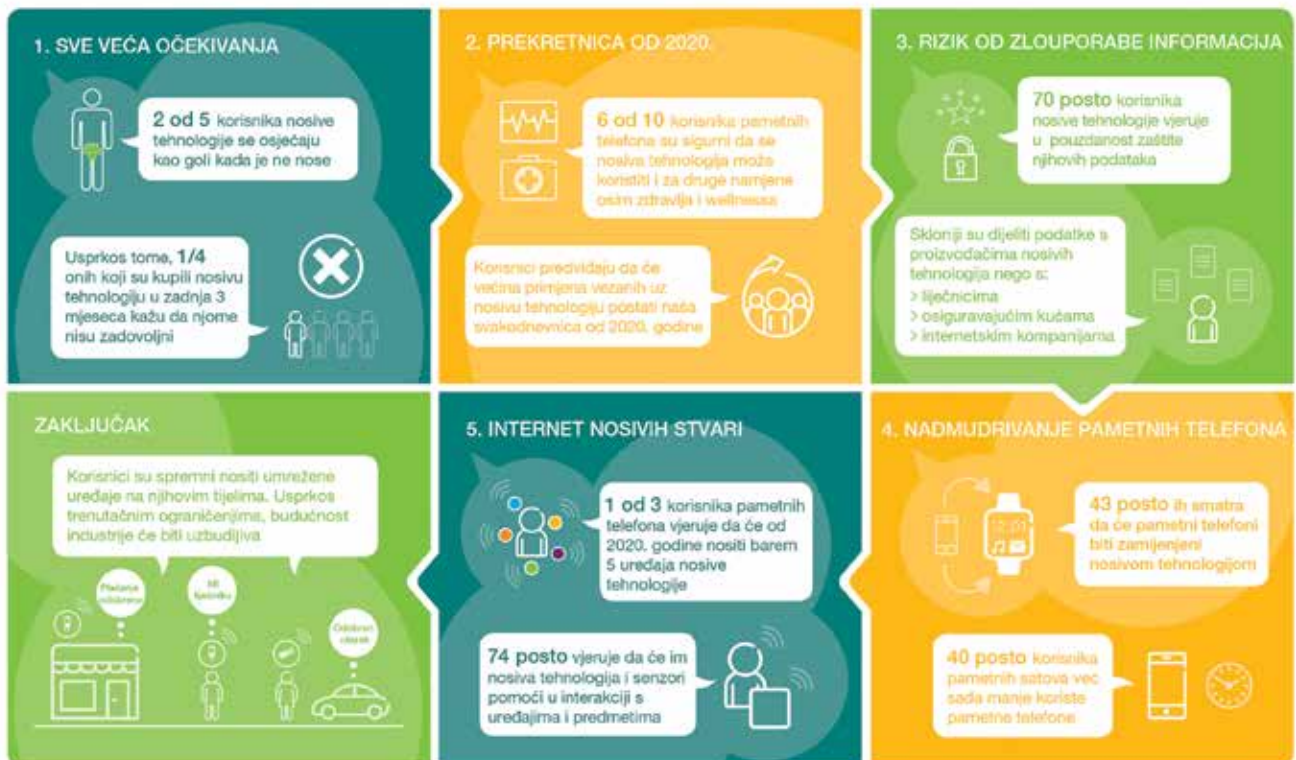 1. SVE VEĆA OČEKIVANJA
2 od 5 korisnika nosive
tehnologije se osjećaju
kao goli kada je ne nose
Usprkos tome, 1/4
onih koji su kupili nosivu
tehnologiju u zadnja 3
mjeseca kažu da njome
nisu zadovoljni
2. PREKRETNICA OD 2020.
6 od 10 korisnika pametnih
telefona su sigurni da se
nosiva tehnologija može
koristiti i za druge namjene
osim zdravlja i wellnessa
Korisnici predviđaju da će
većina primjena vezanih uz
nosivu tehnologiju postati naša
svakodnevnica od 2020. godine
3. RIZIK OD ZLOUPORABE INFORMACIJA
70 posto korisnika
nosive tehnologije vjeruje
u pouzdanost zaštite
njihovih podataka
Skloniji su dijeliti podatke s
proizvođačima nosivih
tehnologija nego s:
> liječnicima
> osiguravajućim kućama
> internetskim kompanijama
4. NADMUDRIVANJE PAMETNIH TELEFONA
43 posto ih smatra
da će pametni telefoni
biti zamijenjeni
nosivom tehnologijom
40 posto korisnika
pametnih satova već
sada manje koriste
pametne telefone
5. INTERNET NOSIVIH STVARI
1 od 3 korisnika pametnih
telefona vjeruje da će od
2020. godine nositi barem
5 uređaja nosive
tehnologije
74 posto vjeruje da će im
nosiva tehnologija i senzori
pomoći u interakciji s
uređajima i predmetima
ZAKLJUČAK
Korisnici su spremni nositi umrežene
uređaje na njihovim tijelima. Usprkos
trenutačnim ograničenjima, budućnost
industrije će biti uzbudljiva